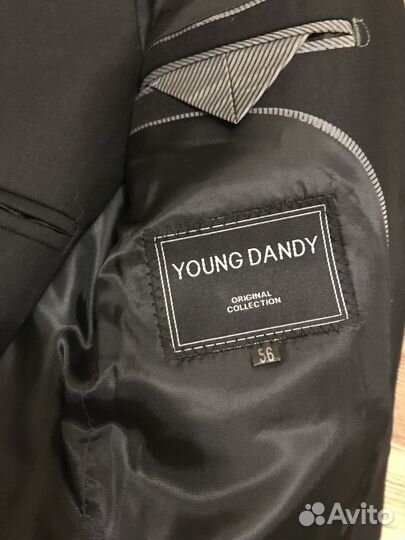 YOUNG DANDY
ORIGINAL
COLLECTION
56
Avito